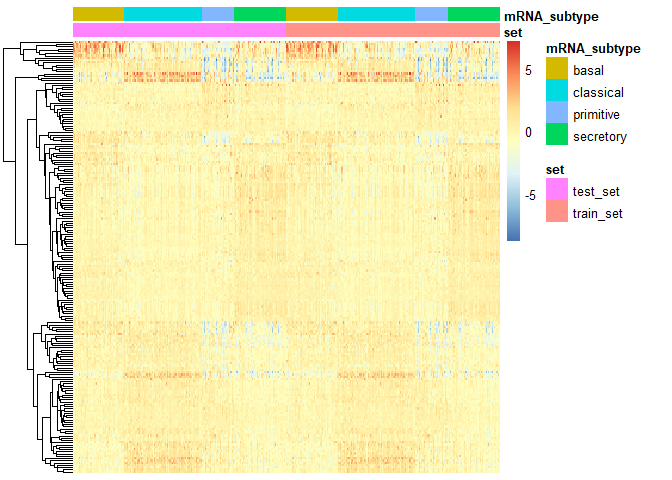 mRNA_subtype
set
5
0
-5
mRNA_subtype
basal
classical
primitive
secretory
set
test_set
train_set